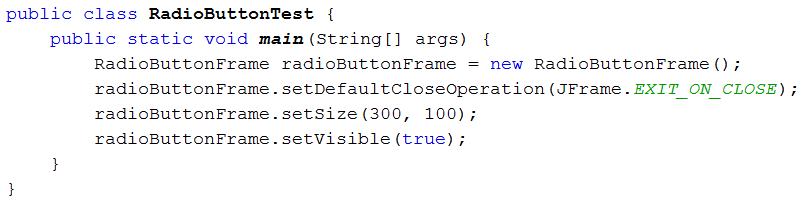 public class RadioButtonTest {
    public static void main(String[] args) {
        RadioButtonFrame radioButtonFrame = new RadioButtonFrame();
        radioButtonFrame.setDefaultCloseOperation(JFrame.EXIT_ON_CLOSE);
        radioButtonFrame.setSize(300, 100);
        radioButtonFrame.setVisible(true);
    }
}